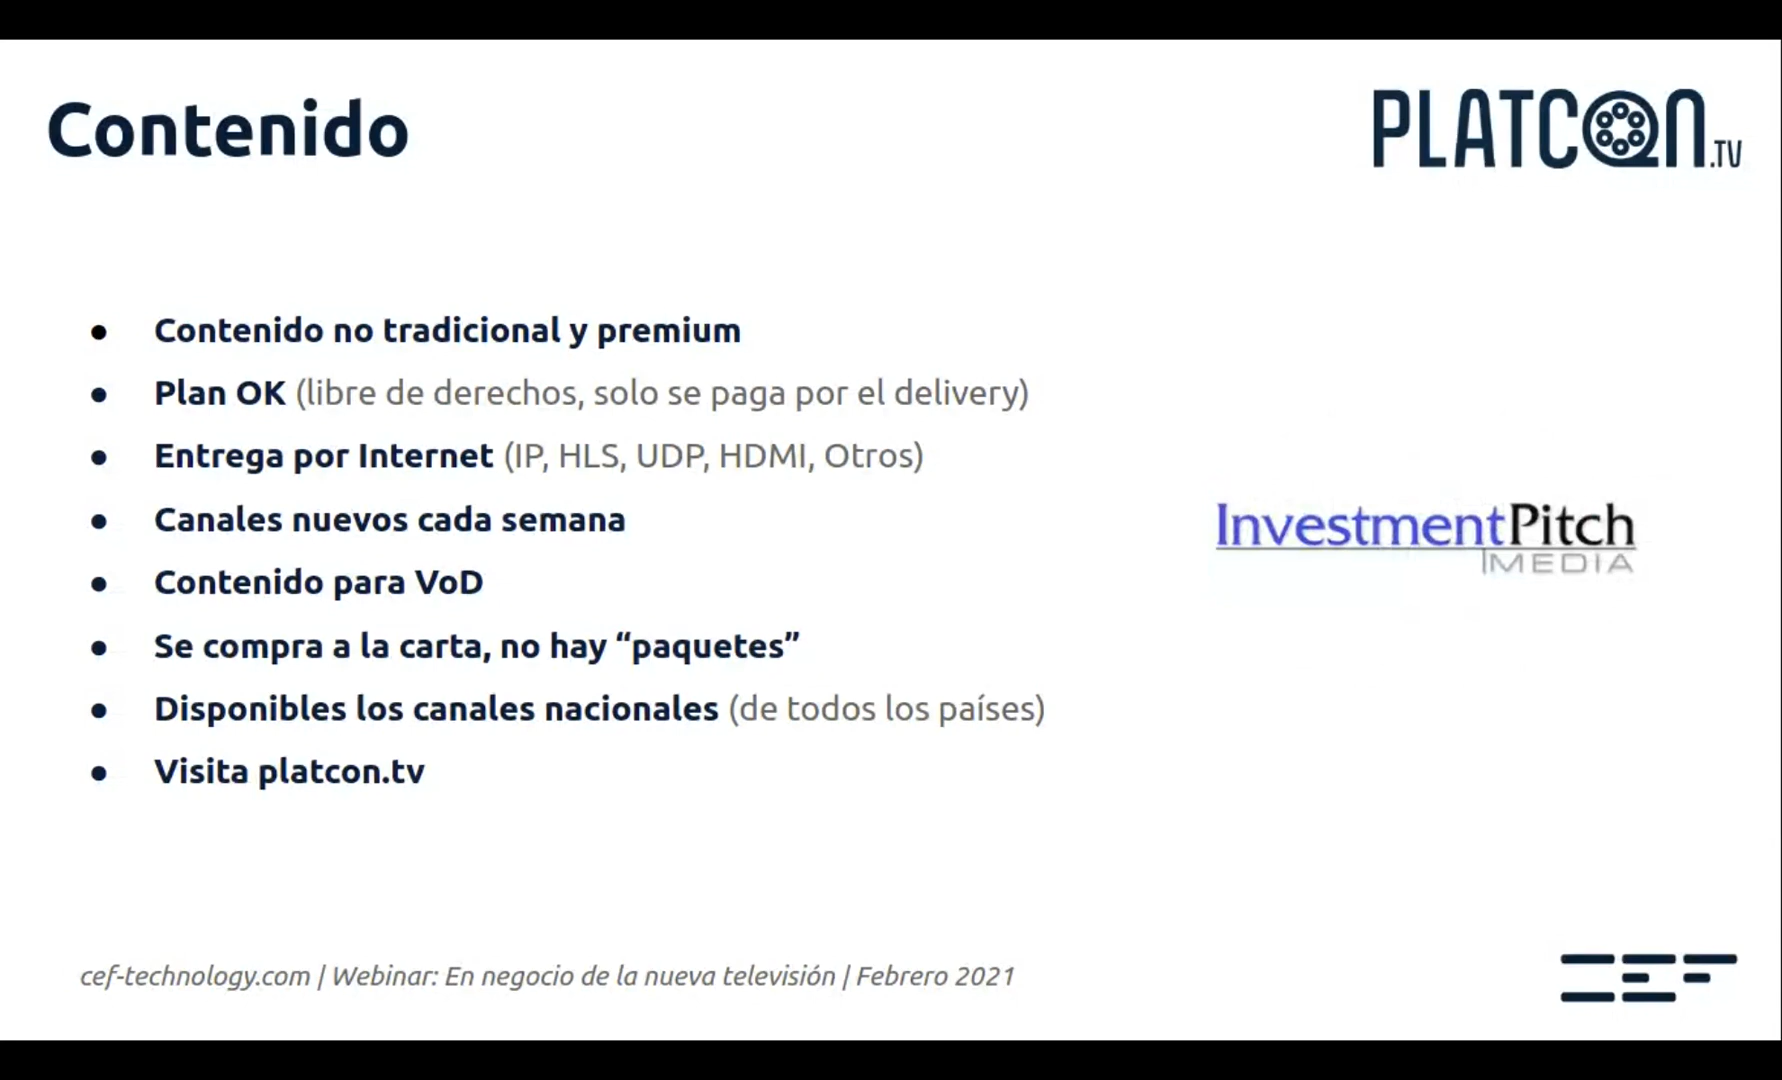 Contenido
PLATCON.TV
Contenido no tradicional y premium
Plan OK (libre de derechos, solo se paga por el delivery)
Entrega por Internet (IP, HLS, UDP, HDMI, Otros)
Canales nuevos cada semana
Contenido para VoD
Se compra a la carta, no hay “paquetes”
Disponibles los canales nacionales (de todos los países)
Visita platcon.tv
InvestmentPitch
MEDIA
cef-technology.com | Webinar: En negocio de la nueva televisión | Febrero 2021
CEF